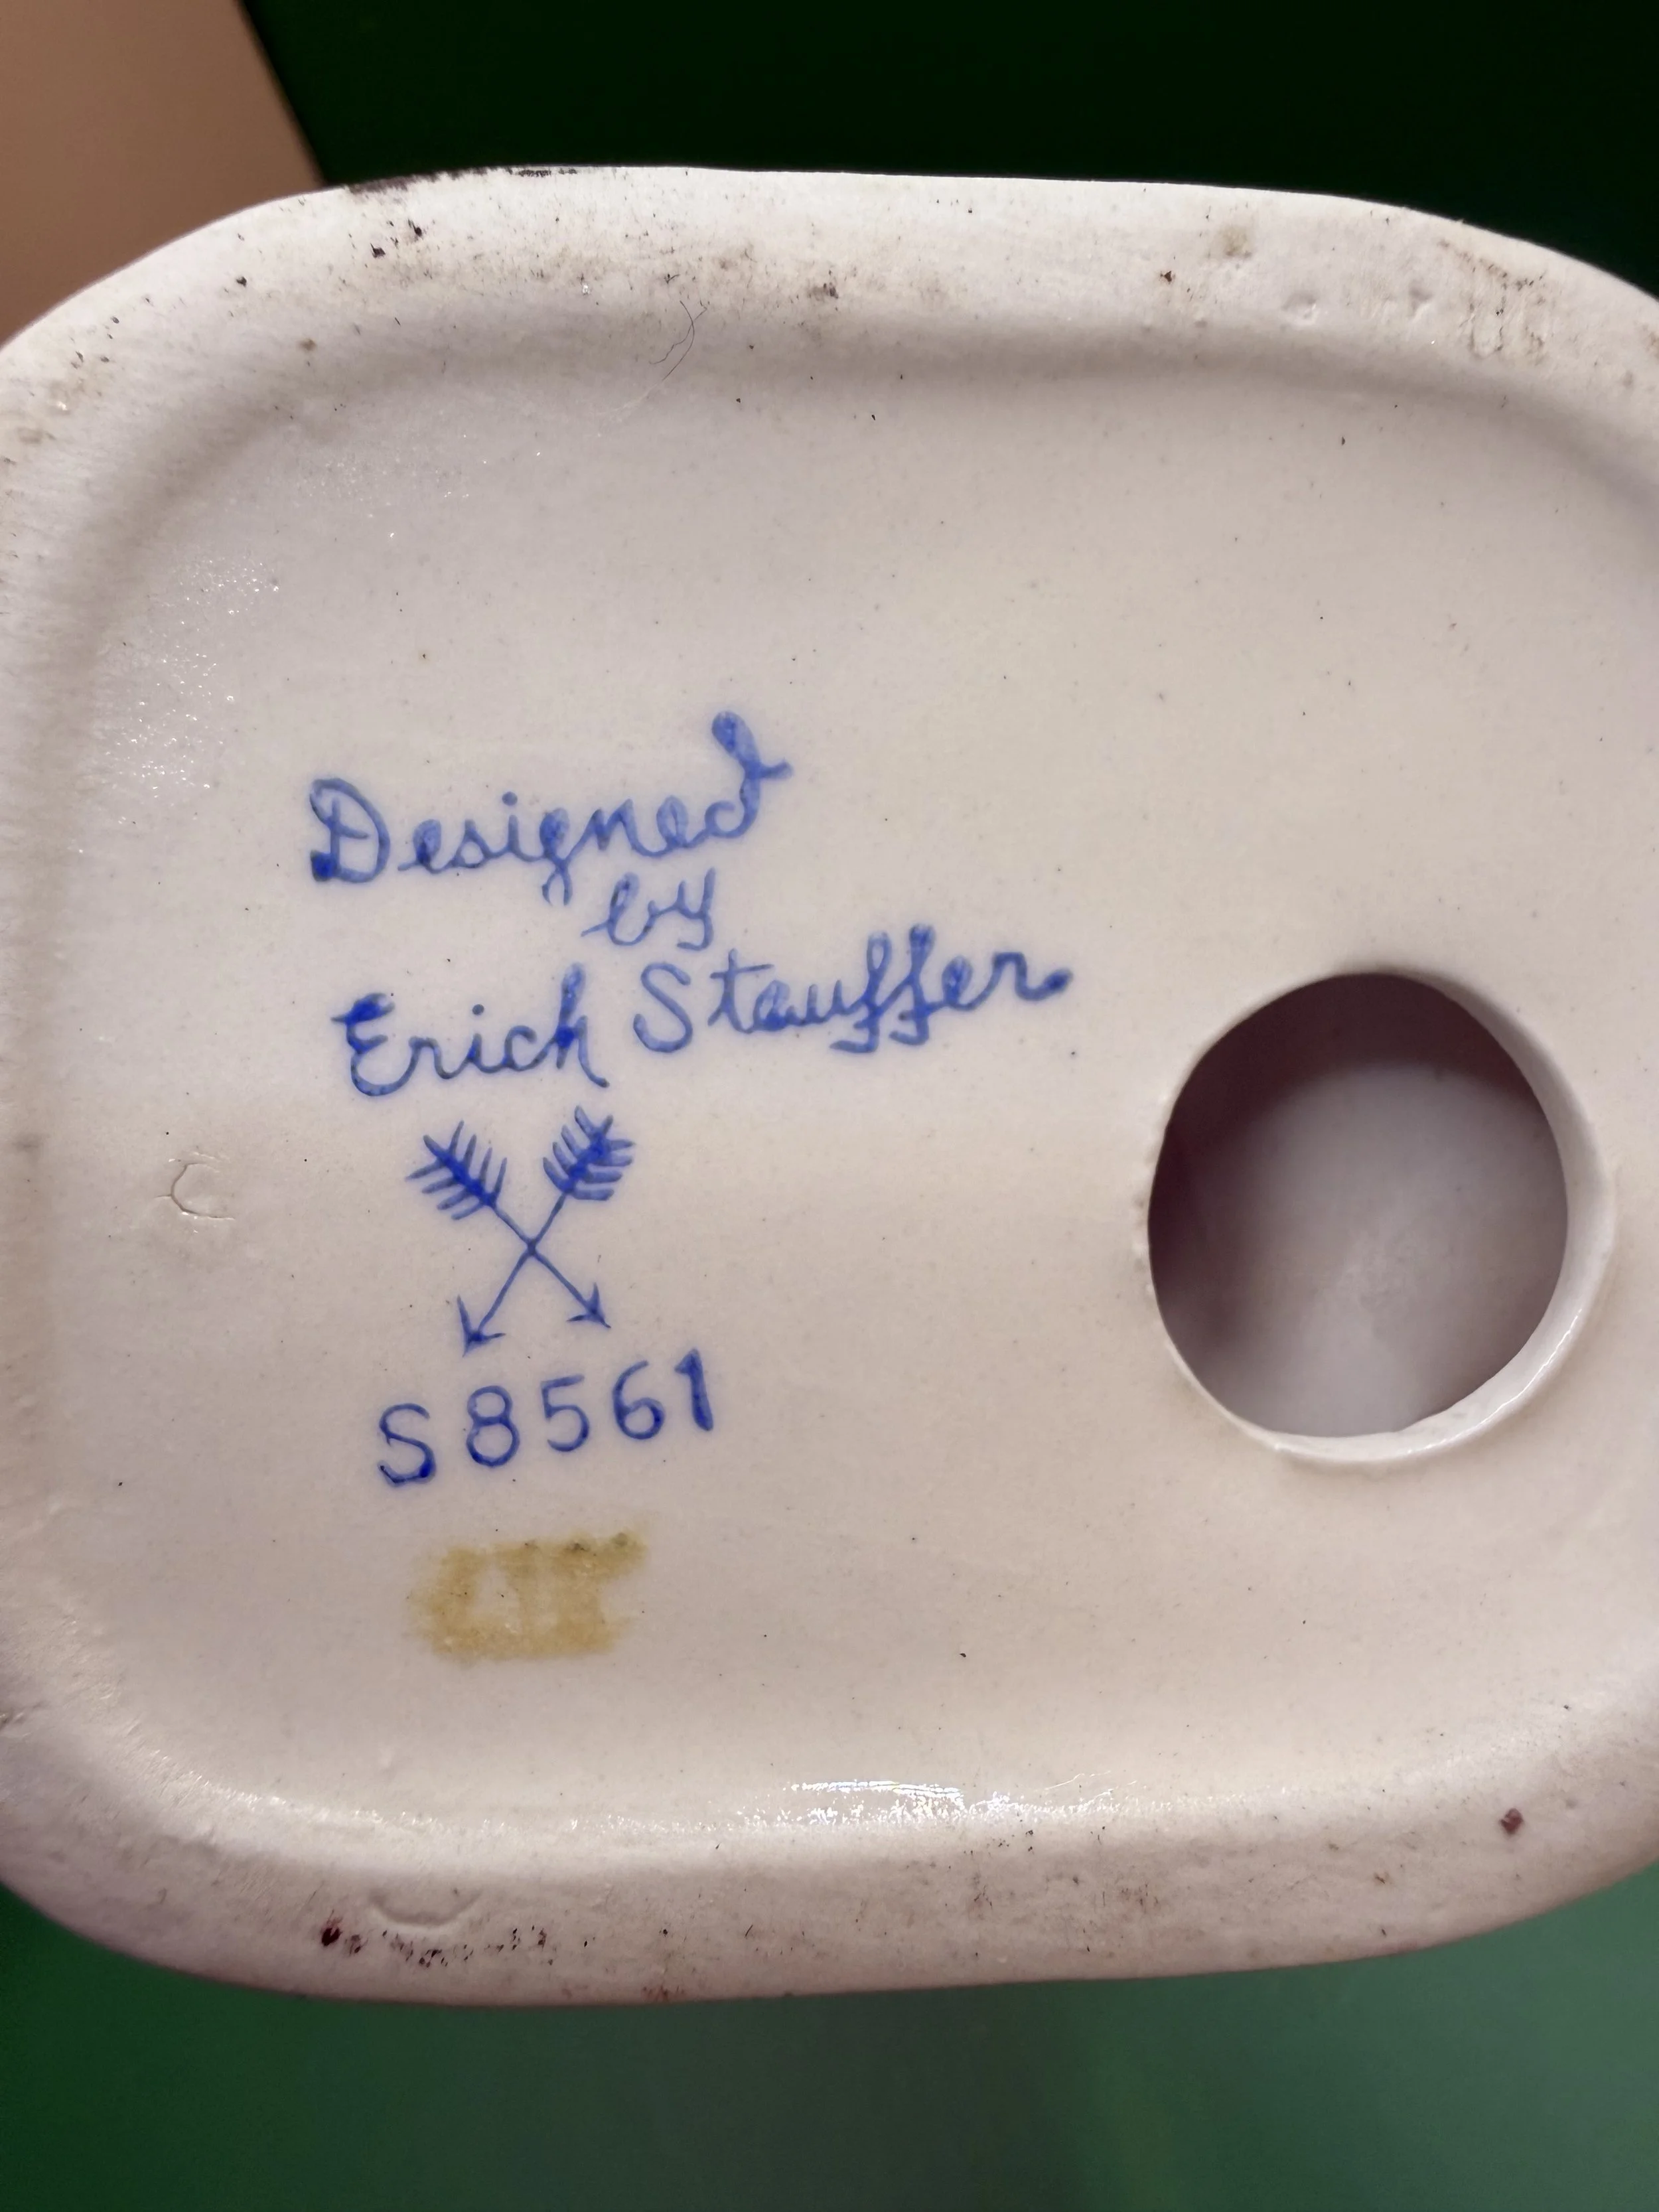 Designed
by
Erich Stauffer
S8561